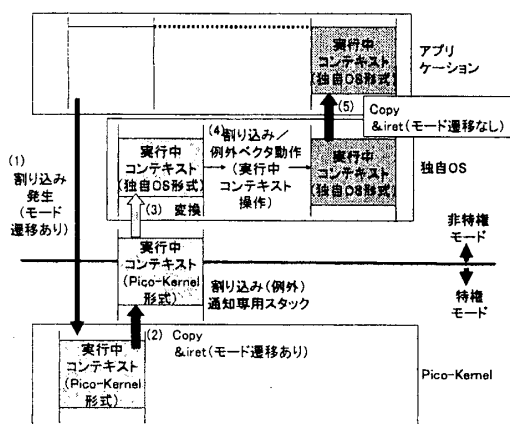 実行中
コンテキスト
(独自OS形式)
アプリ
ケーション
(5)
Copy
&iret(モード遷移なし)
(1)
割り込み
発生
(モード
遷移あり)
実行中
コンテキスト
(独自OS形式)
(4)
割り込み/
例外ベクタ動作
(実行中
コンテキスト
操作)
実行中
コンテキスト
(独自OS形式)
独自OS
(3) 変換
実行中
コンテキスト
(Pico-Kernel
形式)
割り込み(例外)
通知専用スタック
非特権
モード
特権
モード
(2) Copy
&iret(モード遷移あり)
実行中
コンテキスト
(Pico-Kernel
形式)
Pico-Kernel